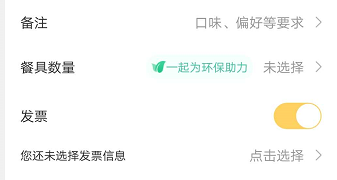 备注 口味、偏好等要求
餐具数量 一起为环保助力 未选择
发票
您还未选择发票信息 点击选择